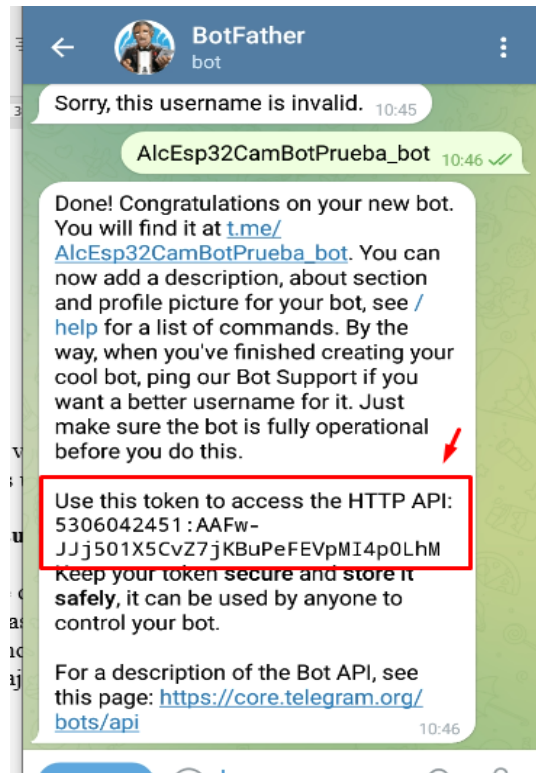 BotFather
bot
Sorry, this username is invalid. 10:45
AlcEsp32CamBotPrueba_bot 10:46
Done! Congratulations on your new bot.
You will find it at t.me/
AlcEsp32CamBotPrueba_bot. You can
now add a description, about section
and profile picture for your bot, see /
help for a list of commands. By the
way, when you've finished creating your
cool bot, ping our Bot Support if you
want a better username for it. Just
make sure the bot is fully operational
before you do this.
Use this token to access the HTTP API:
5306042451:AAFw-
JJj501X5CvZ7jKBuPeFEVpMI4pOLhM
Keep your token secure and store it
safely, it can be used by anyone to
control your bot.
For a description of the Bot API, see
this page: https://core.telegram.org/
bots/api 10:46